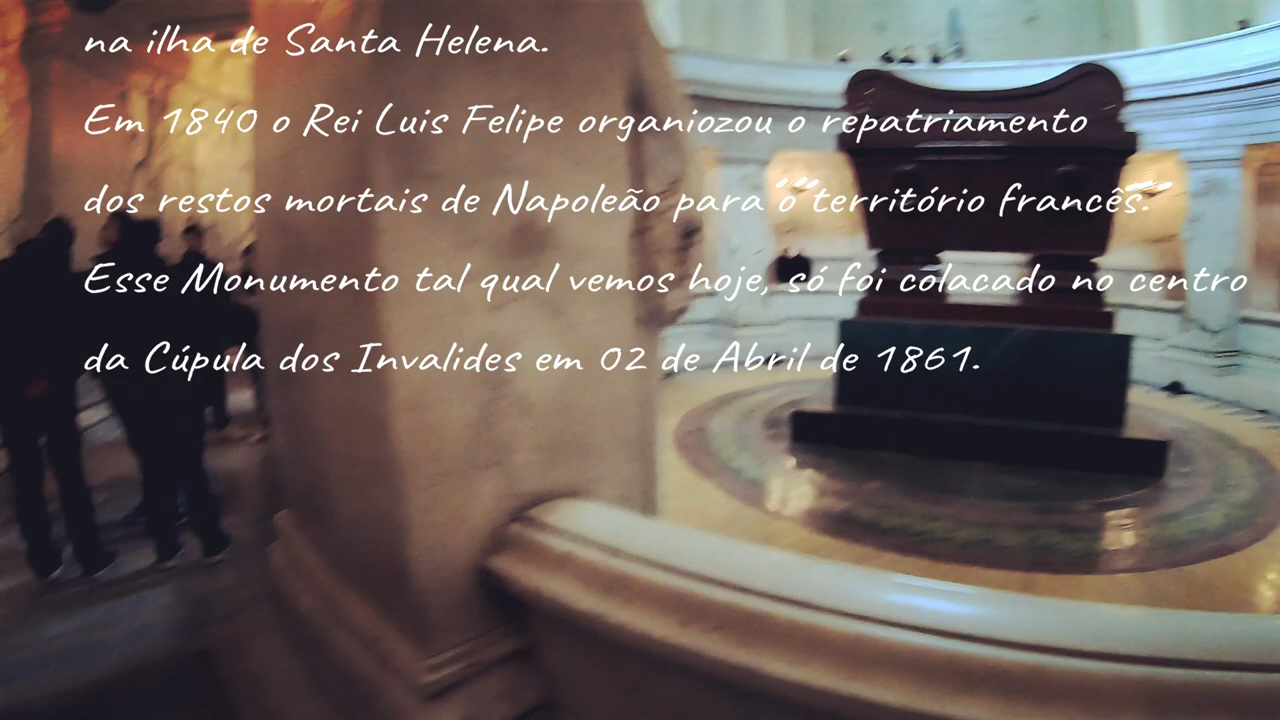 na ilha de Santa Helena.
Em 1840 o Rei Luis Felipe organiozou o repatriamento
dos restos mortais de Napoleão para o território francês.
Esse Monumento tal qual vemos hoje, só foi colacado no centro
da Cúpula dos Invalides em 02 de Abril de 1861.